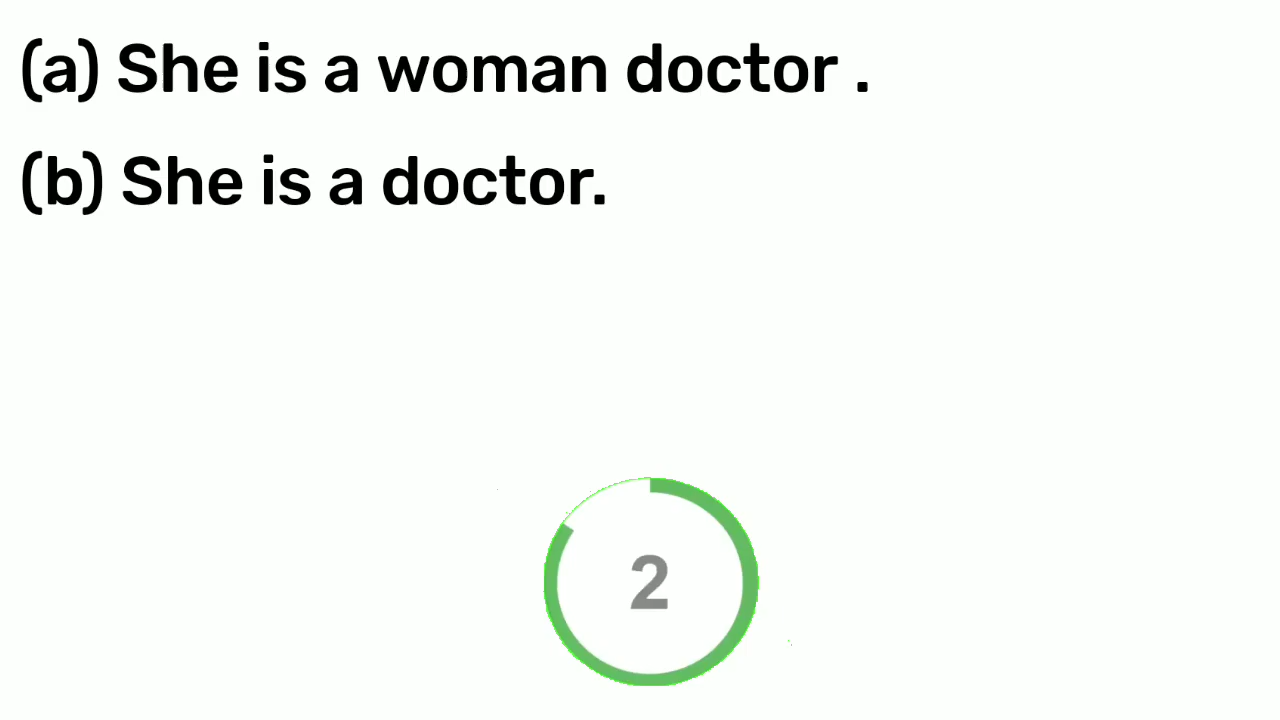 (a) She is a woman doctor .
(b) She is a doctor.
2